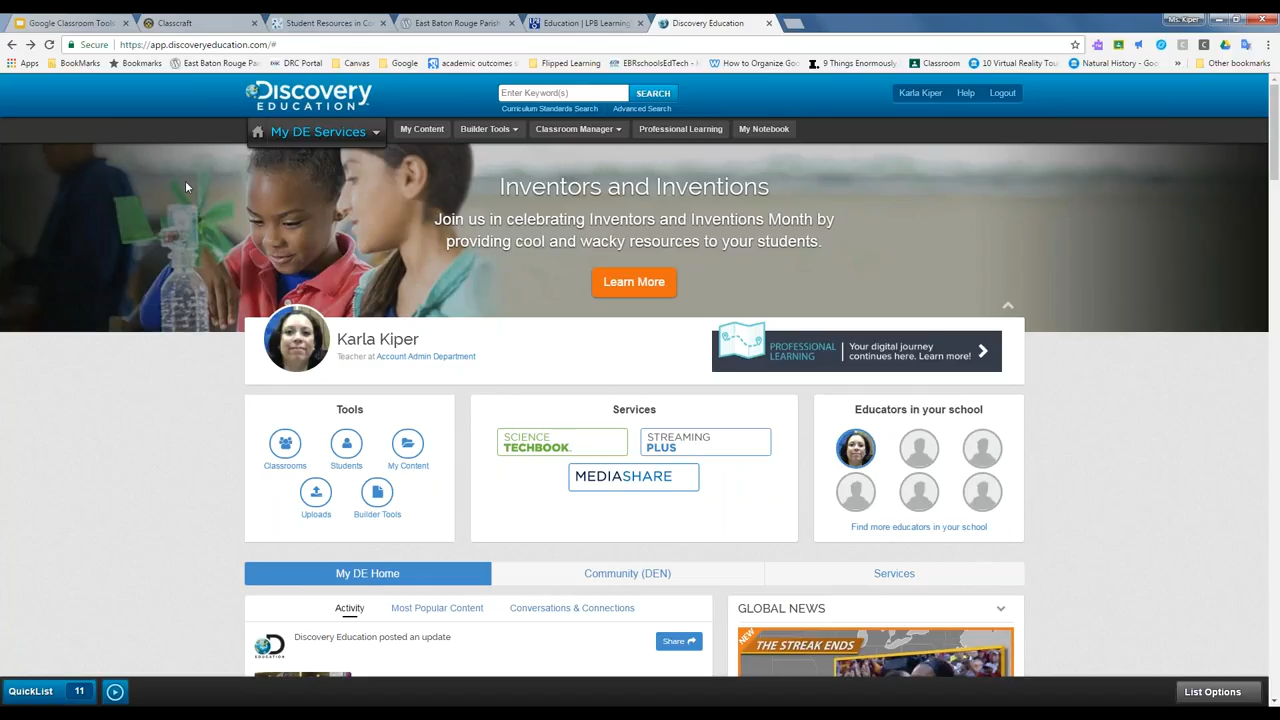 Google Classroom Tools
Classcraft
Student Resources in Co
East Baton Rouge Parish
Education | LPB Learning
Discovery Education
Ms. Kiper
Secure
https://app.discoveryeducation.com/#
Apps
BookMarks
Bookmarks
East Baton Rouge Pa
DRC Portal
Canvas
Google
academic outcomes
Flipped Learning
EBRschoolsEdTech
How to Organize Goo
9 Things Enormously
Classroom
10 Virtual Reality Tou
Natural History - Goo
»
Other bookmarks
Discovery
EDUCATION
Enter Keyword(s)
SEARCH
Curriculum Standards Search
Advanced Search
Karla Kiper
Help
Logout
My DE Services
My Content
Builder Tools
Classroom Manager
Professional Learning
My Notebook
Inventors and Inventions
Join us in celebrating Inventors and Inventions Month by
providing cool and wacky resources to your students.
Learn More
Karla Kiper
Teacher at Account Admin Department
PROFESSIONAL
LEARNING
Your digital journey
continues here. Learn more!
Tools
Classrooms
Students
My Content
Uploads
Builder Tools
Services
SCIENCE
TECHBOOK.
STREAMING
PLUS
MEDIASHARE
Educators in your school
Find more educators in your school
My DE Home
Community (DEN)
Services
Activity
Most Popular Content
Conversations & Connections
GLOBAL NEWS
D
EDUCATION
Discovery Education posted an update
Share
NEW
THE STREAK ENDS
QuickList
11
List Options